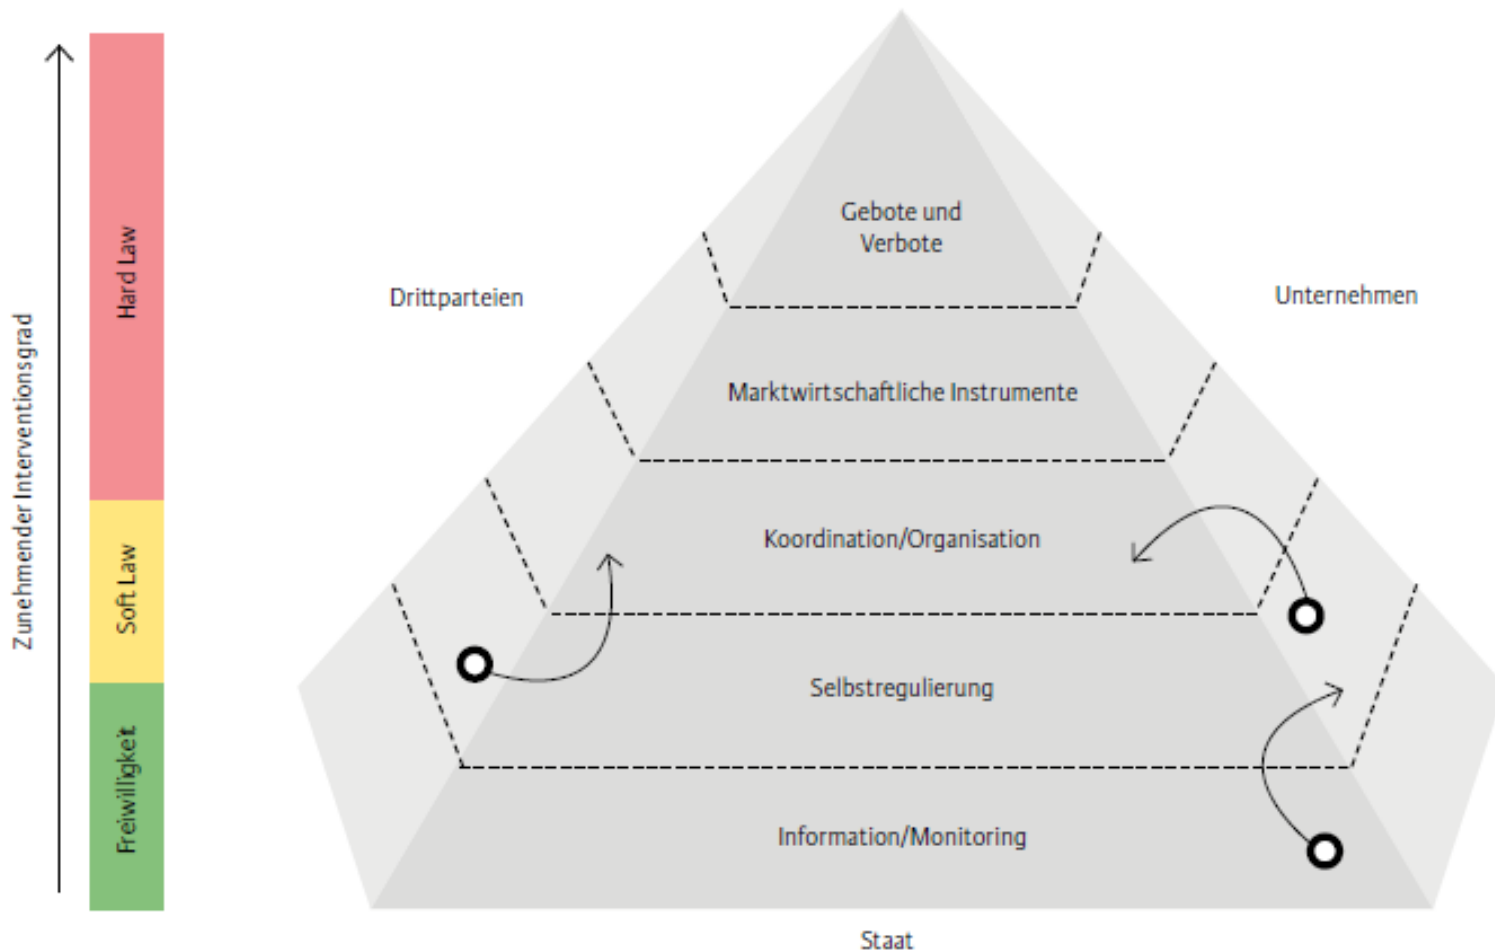 Zunehmender Interventionsgrad
Hard Law
Soft Law
Freiwilligkeit
Drittparteien
Unternehmen
Gebote und
Verbote
Marktwirtschaftliche Instrumente
Koordination/Organisation
Selbstregulierung
Information/Monitoring
Staat